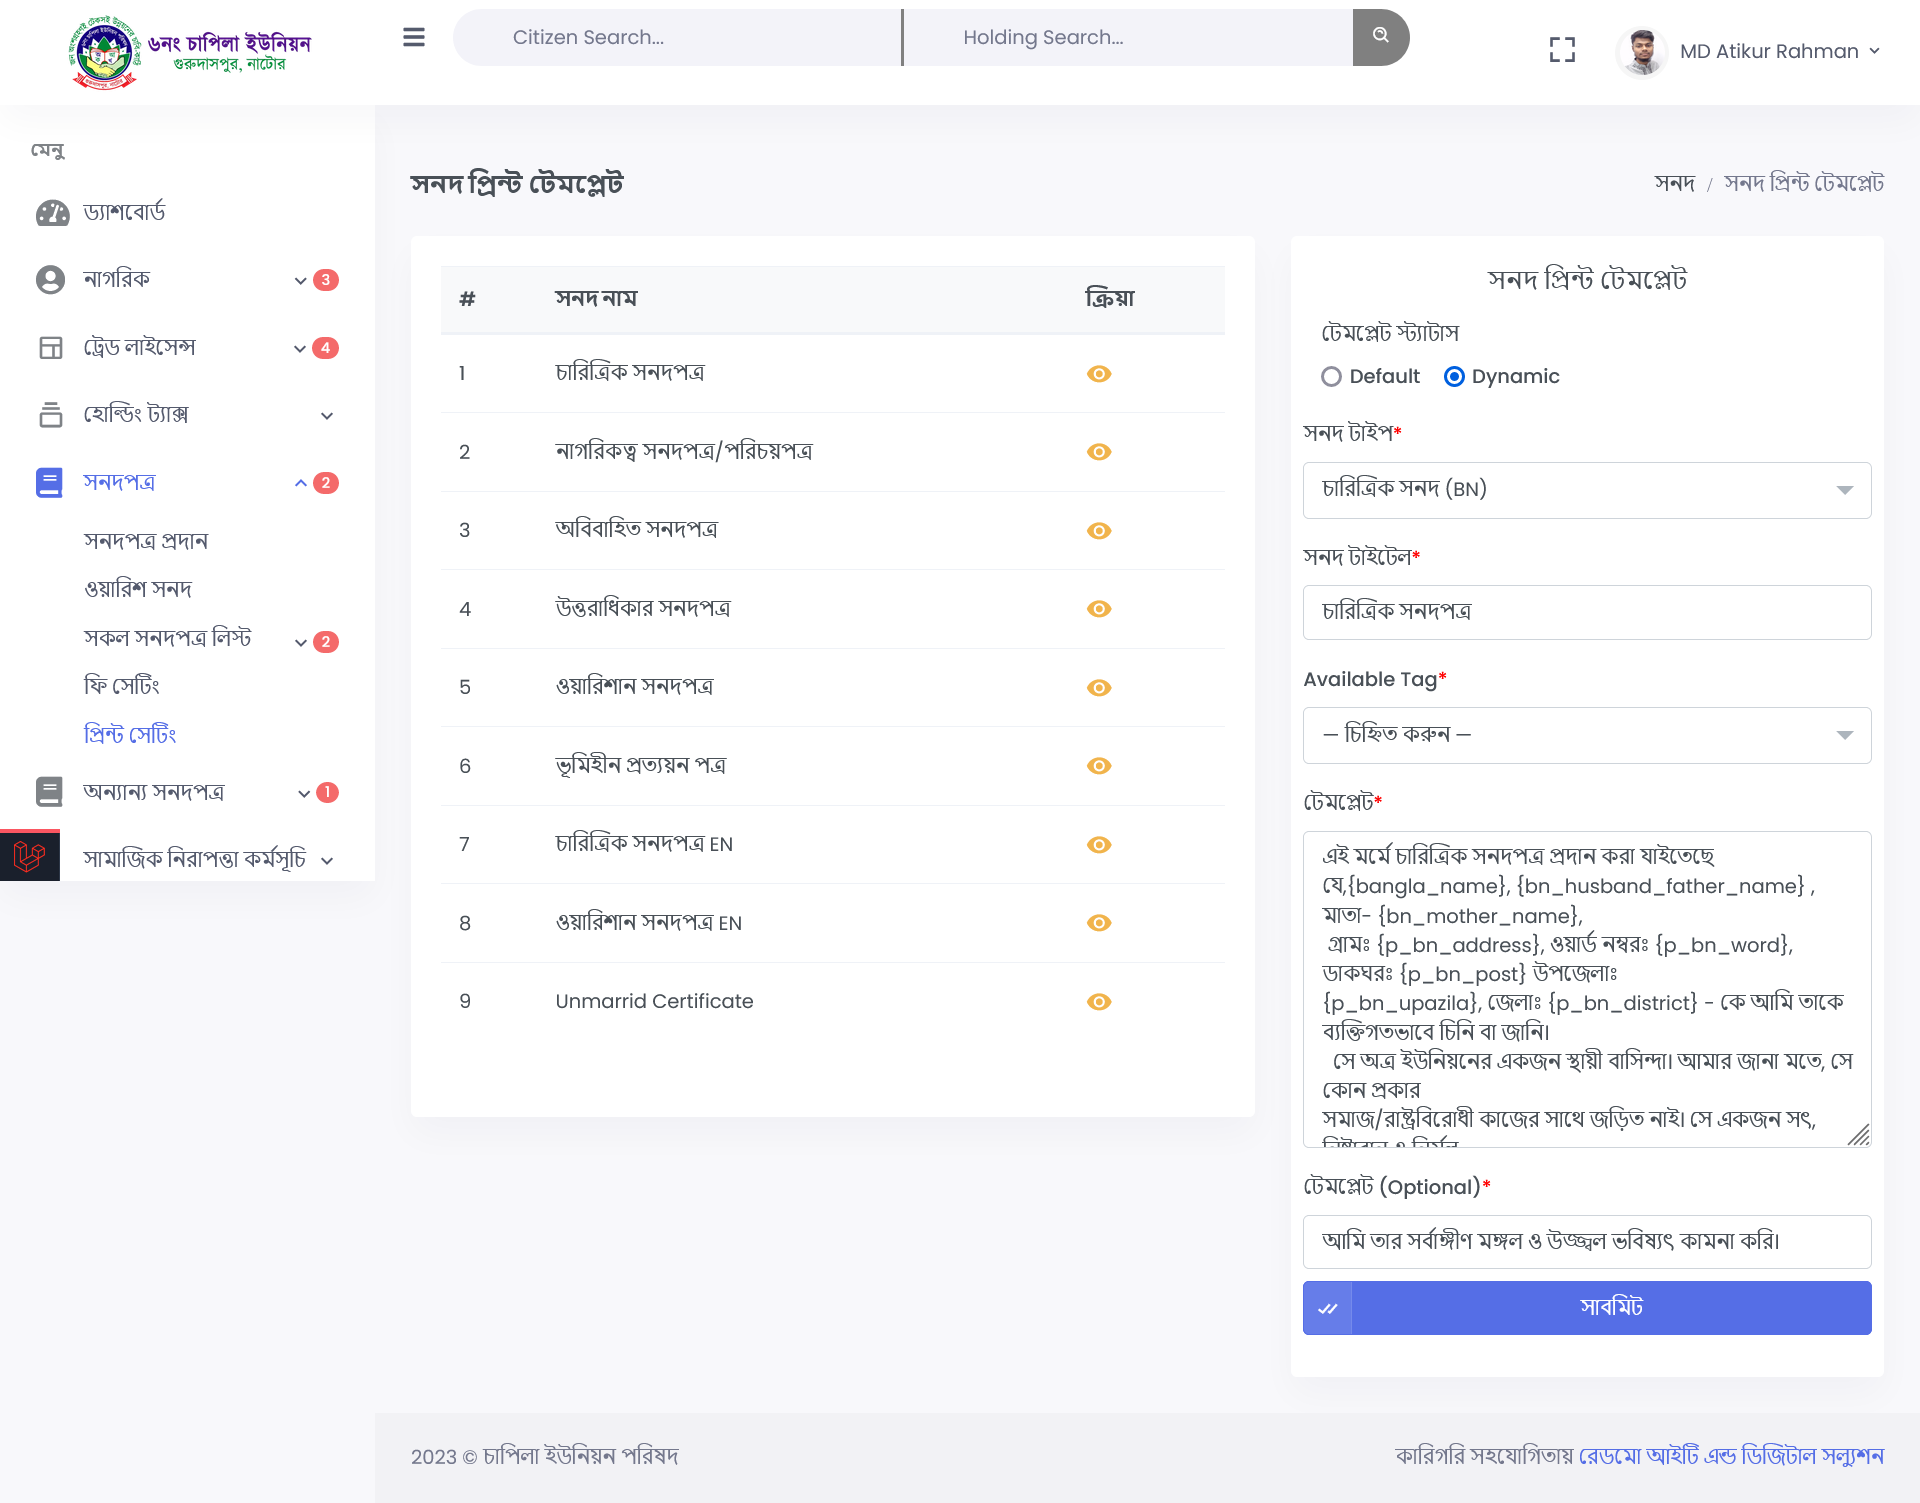 ৬নং চাপিলা ইউনিয়ন
গুরুদাসপুর, নাটোর
Citizen Search...
Holding Search...
MD Atikur Rahman
মেনু
ড্যাশবোর্ড
নাগরিক
3
ট্রেড লাইসেন্স
4
হোল্ডিং ট্যাক্স
সনদপত্র
2
সনদপত্র প্রদান
ওয়ারিশ সনদ
সকল সনদপত্র লিস্ট
2
ফি সেটিং
প্রিন্ট সেটিং
অন্যান্য সনদপত্র
1
সামাজিক নিরাপত্তা কর্মসূচি
সনদ প্রিন্ট টেমপ্লেট
সনদ / সনদ প্রিন্ট টেমপ্লেট
# সনদ নাম ক্রিয়া
1 চারিত্রিক সনদপত্র
2 নাগরিকত্ব সনদপত্র/পরিচয়পত্র
3 অবিবাহিত সনদপত্র
4 উত্তরাধিকার সনদপত্র
5 ওয়ারিশান সনদপত্র
6 ভূমিহীন প্রত্যয়ন পত্র
7 চারিত্রিক সনদপত্র EN
8 ওয়ারিশান সনদপত্র EN
9 Unmarrid Certificate
সনদ প্রিন্ট টেমপ্লেট
টেমপ্লেট স্ট্যাটাস
Default Dynamic
সনদ টাইপ*
চারিত্রিক সনদ (BN)
সনদ টাইটেল*
চারিত্রিক সনদপত্র
Available Tag*
— চিহ্নিত করুন —
টেমপ্লেট*
এই মর্মে চারিত্রিক সনদপত্র প্রদান করা যাইতেছে
যে,{bangla_name}, {bn_husband_father_name} ,
মাতা- {bn_mother_name},
গ্রামঃ {p_bn_address}, ওয়ার্ড নম্বরঃ {p_bn_word},
ডাকঘরঃ {p_bn_post} উপজেলাঃ
{p_bn_upazila}, জেলাঃ {p_bn_district} - কে আমি তাকে
ব্যক্তিগতভাবে চিনি বা জানি।
সে অত্র ইউনিয়নের একজন স্থায়ী বাসিন্দা। আমার জানা মতে, সে
কোন প্রকার
সমাজ/রাষ্ট্রবিরোধী কাজের সাথে জড়িত নাই। সে একজন সৎ,
টেমপ্লেট (Optional)*
আমি তার সর্বাঙ্গীণ মঙ্গল ও উজ্জ্বল ভবিষ্যৎ কামনা করি।
সাবমিট
2023 © চাপিলা ইউনিয়ন পরিষদ
কারিগরি সহযোগিতায় রেডমো আইটি এন্ড ডিজিটাল সল্যুশন